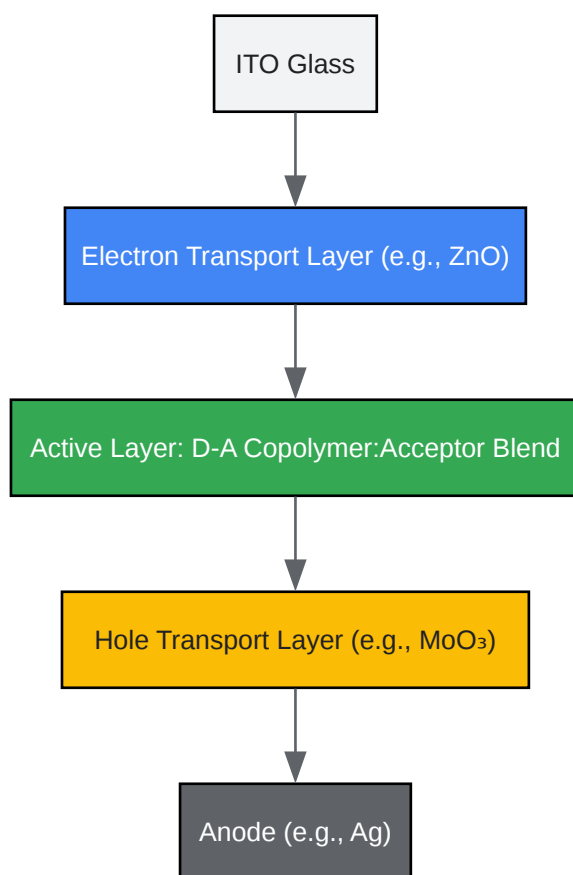 ITO Glass
Electron Transport Layer (e.g., ZnO)
Active Layer: D-A Copolymer:Acceptor Blend
Hole Transport Layer (e.g., MoO₃)
Anode (e.g., Ag)